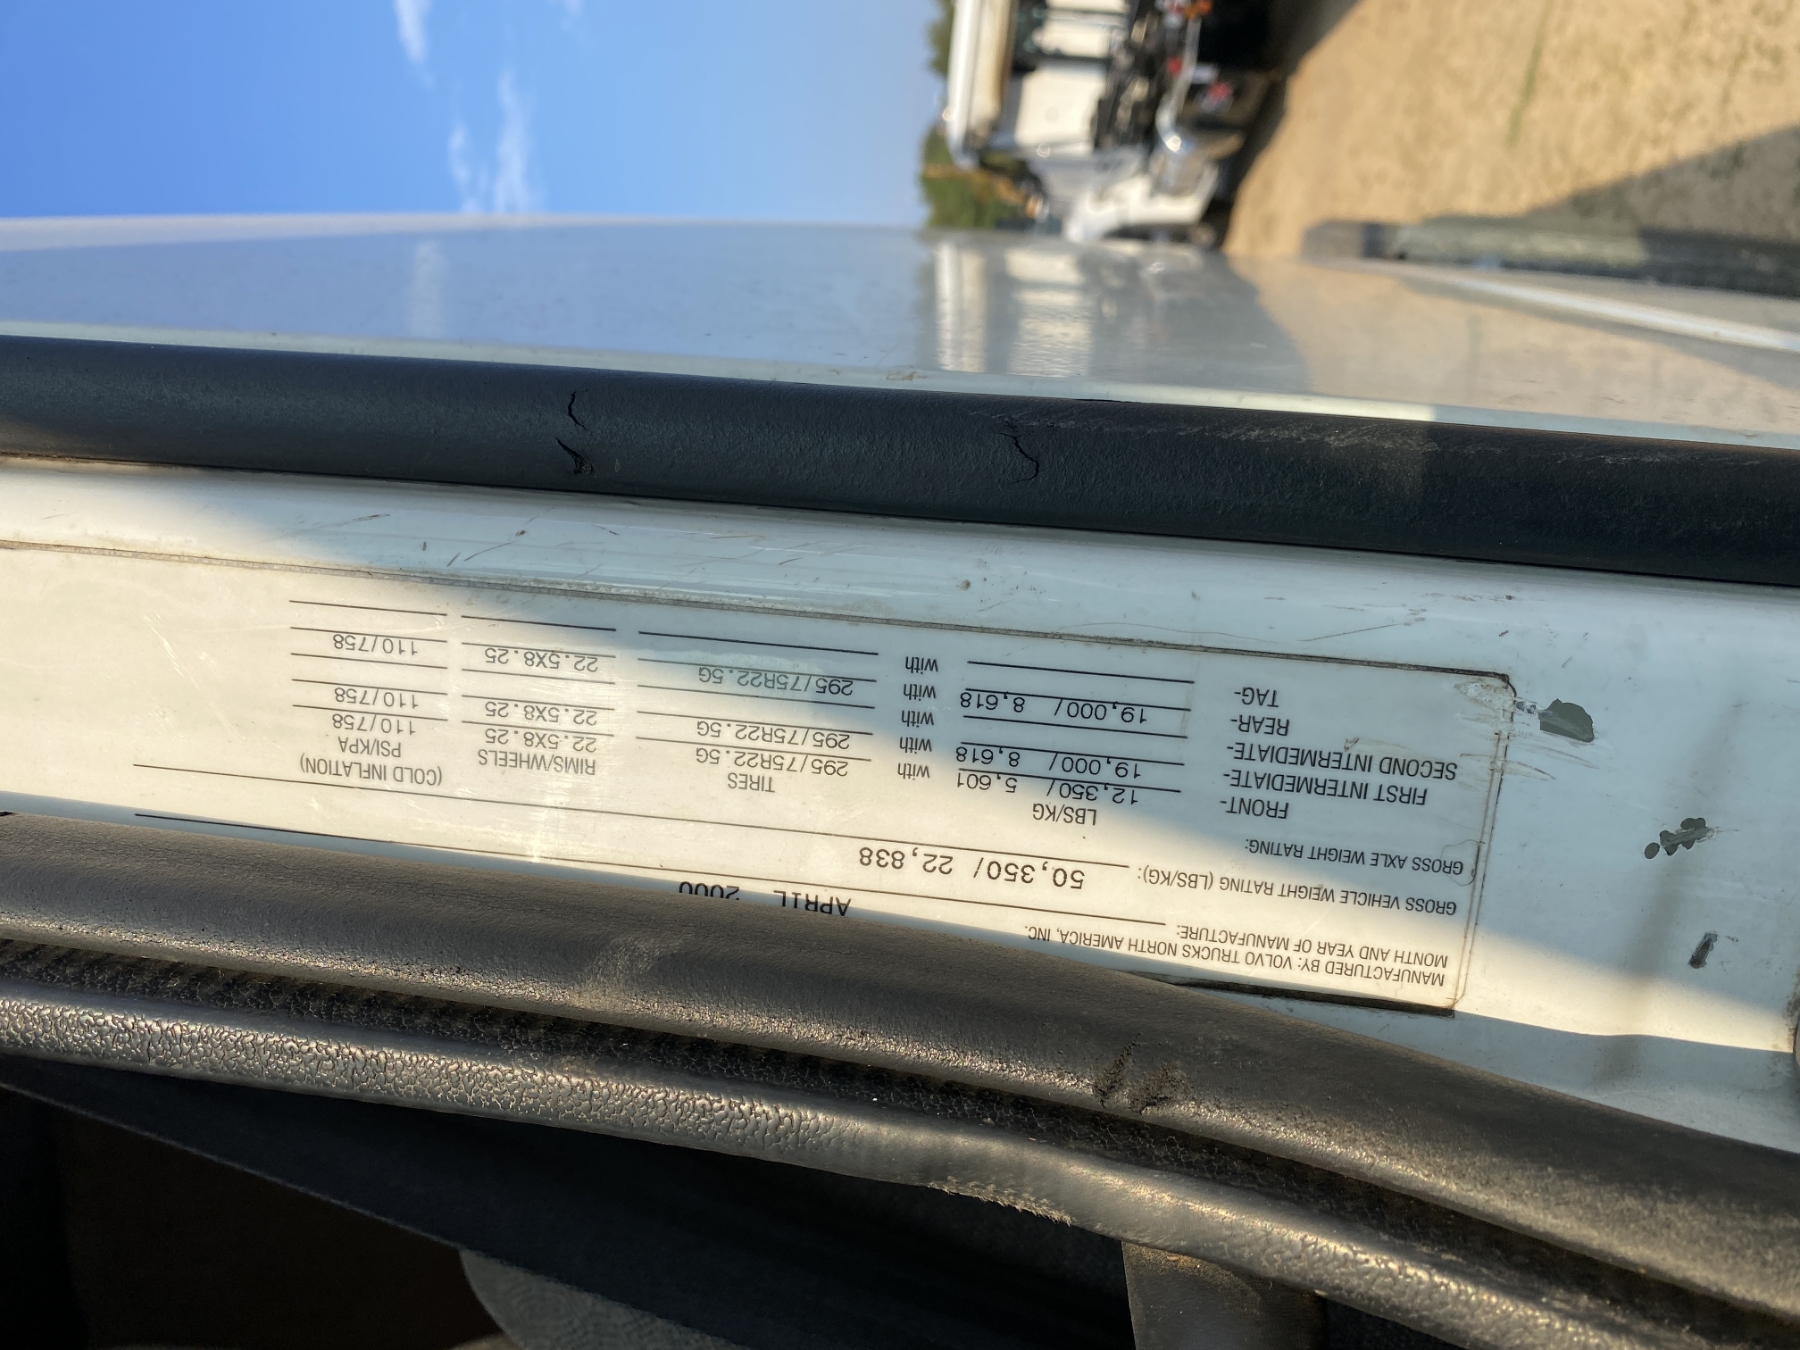 MANUFACTURED BY: VOLVO TRUCKS NORTH AMERICA, INC.
MONTH AND YEAR OF MANUFACTURE: APRIL 2000
GROSS VEHICLE WEIGHT RATING (LBS/KG): 50,350/ 22,838
GROSS AXLE WEIGHT RATING:
LBS/KG TIRES RIMS/WHEELS (COLD INFLATION) PSI/KPA
FRONT- 12,350/ 5,601 with 295/75R22.5G 22.5X8.25 110/758
FIRST INTERMEDIATE- 19,000/ 8,618 with 295/75R22.5G 22.5X8.25 110/758
SECOND INTERMEDIATE- with
REAR- 19,000/ 8,618 with 295/75R22.5G 22.5X8.25 110/758
TAG- with